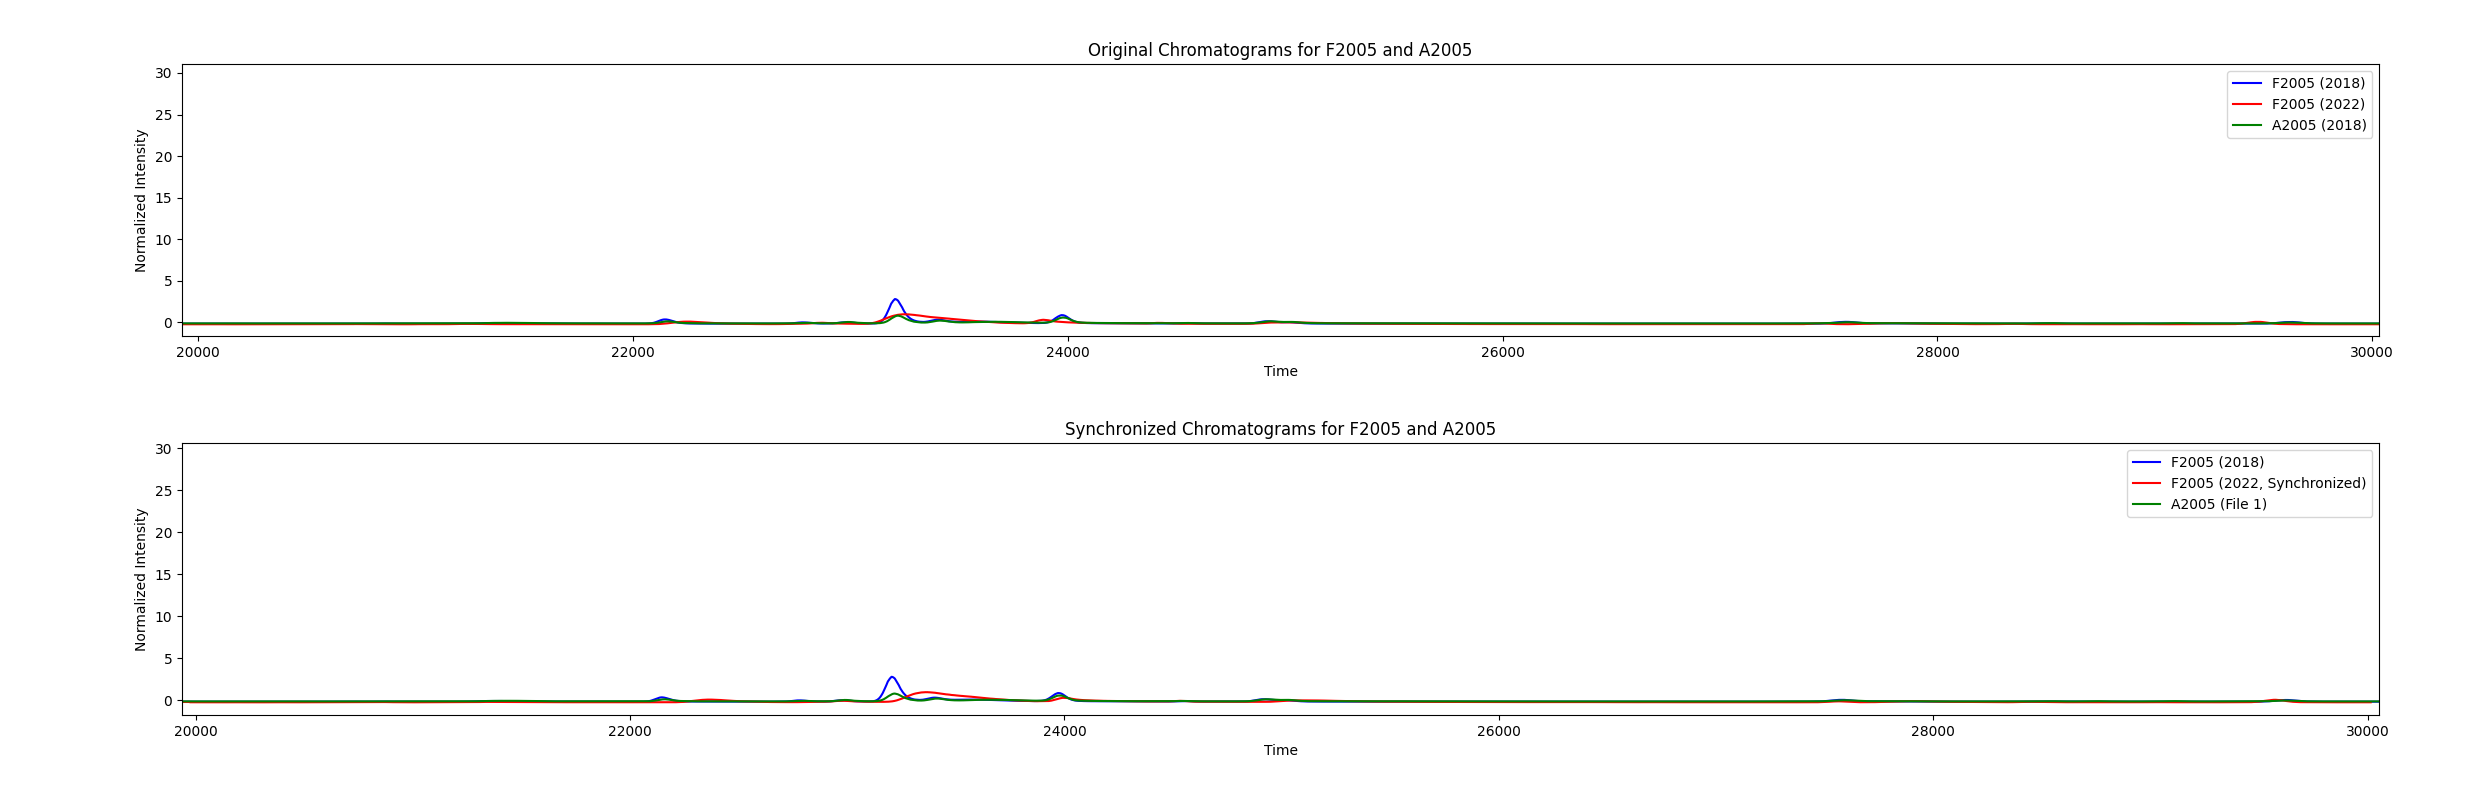 Original Chromatograms for F2005 and A2005
30
25
20
15
10
5
0
Normalized Intensity
F2005 (2018)
F2005 (2022)
A2005 (2018)
20000 22000 24000 26000 28000 30000
Time
Synchronized Chromatograms for F2005 and A2005
30
25
20
15
10
5
0
Normalized Intensity
F2005 (2018)
F2005 (2022, Synchronized)
A2005 (File 1)
20000 22000 24000 26000 28000 30000
Time